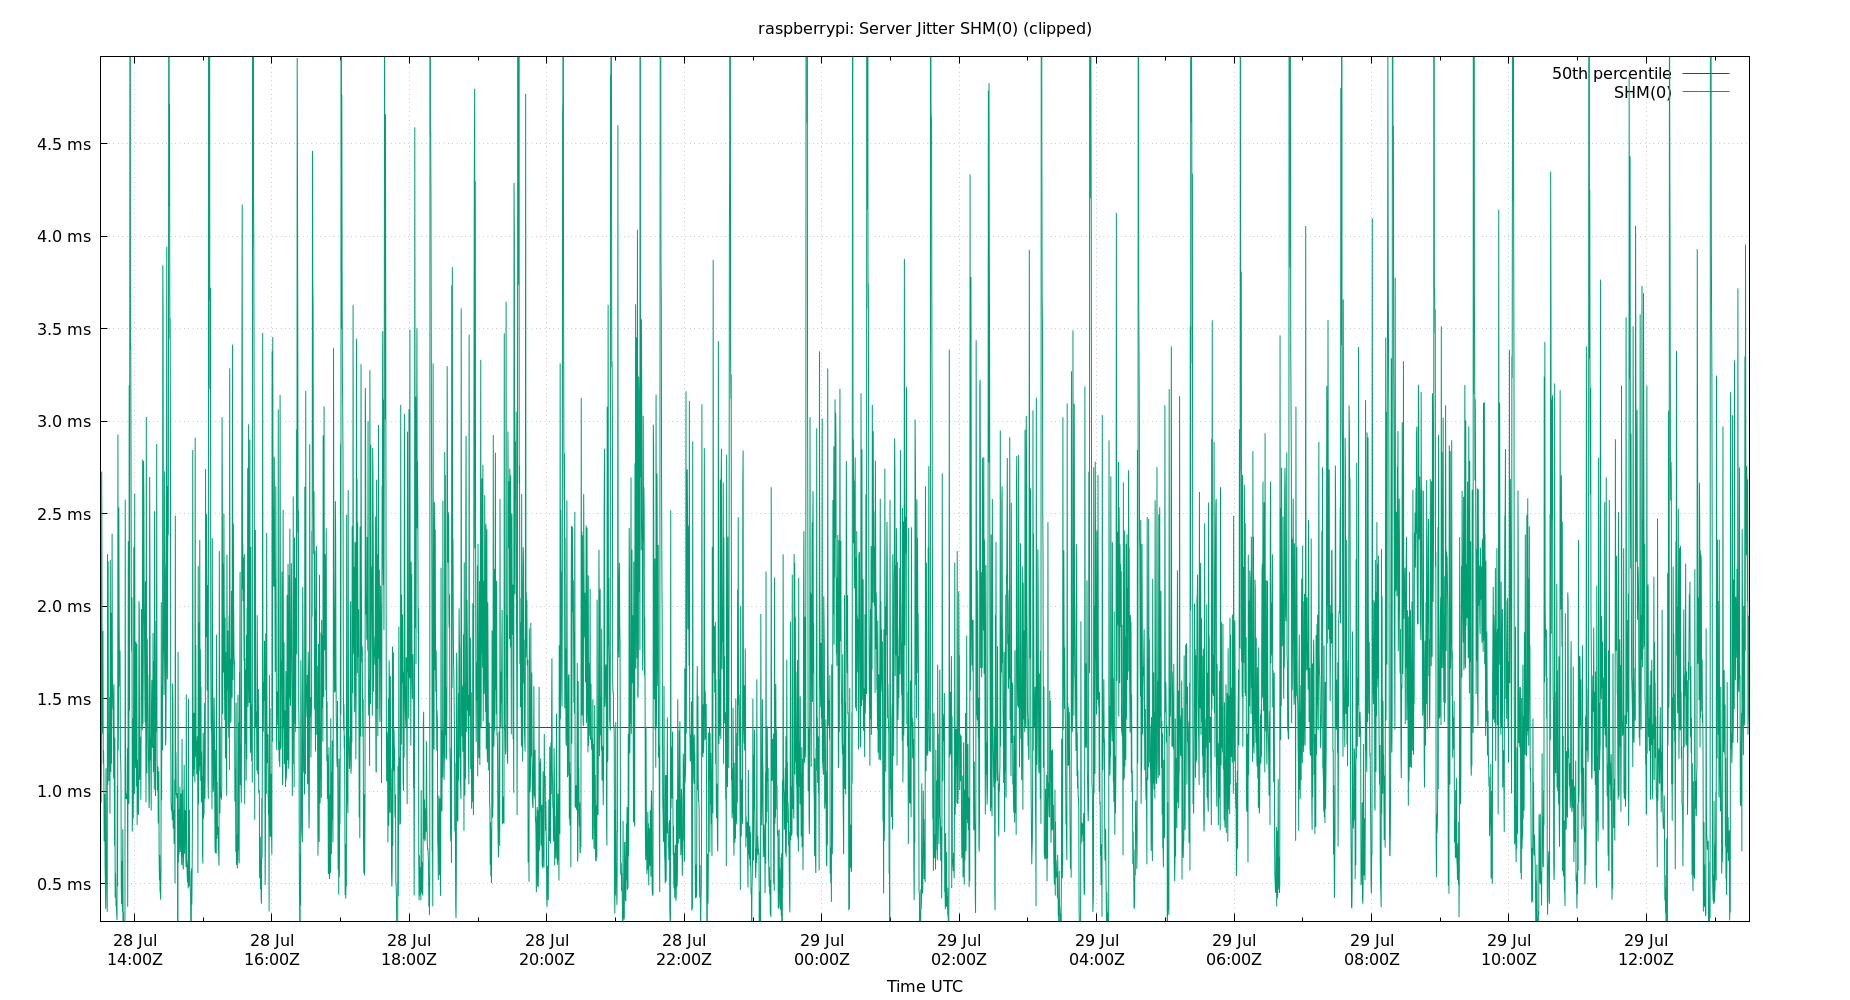 raspberrypi: Server Jitter SHM(0) (clipped)
50th percentile
SHM(0)
4.5 ms
4.0 ms
3.5 ms
3.0 ms
2.5 ms
2.0 ms
1.5 ms
1.0 ms
0.5 ms
28 Jul 28 Jul 28 Jul 28 Jul 28 Jul 29 Jul 29 Jul 29 Jul 29 Jul 29 Jul 29 Jul 29 Jul
14:00Z 16:00Z 18:00Z 20:00Z 22:00Z 00:00Z 02:00Z 04:00Z 06:00Z 08:00Z 10:00Z 12:00Z
Time UTC